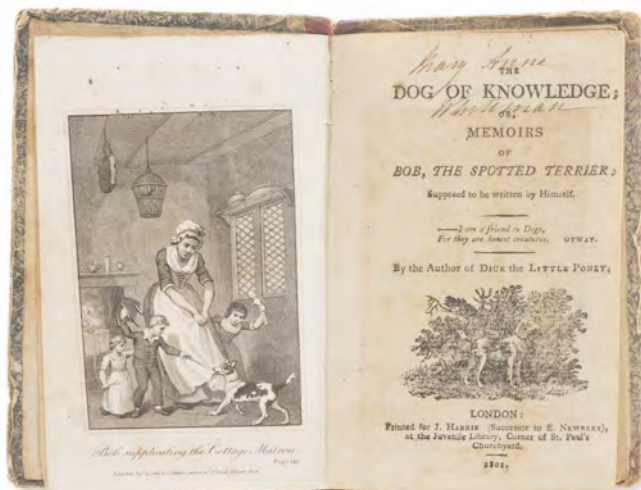 Bob supplicating the Cottage Matron
Mary Anne
THE
DOG OF KNOWLEDGE;
OR,
MEMOIRS
OF
BOB, THE SPOTTED TERRIER;
Supposed to be written by Himself.
——I am a friend to Dogs,
For they are honest creatures. OTWAY.
By the Author of DICK the LITTLE PONEY;
LONDON:
Printed for J. HARRIS (Successor to E. NEWBERY),
at the Juvenile Library, Corner of St. Paul's
Churchyard.
1801.